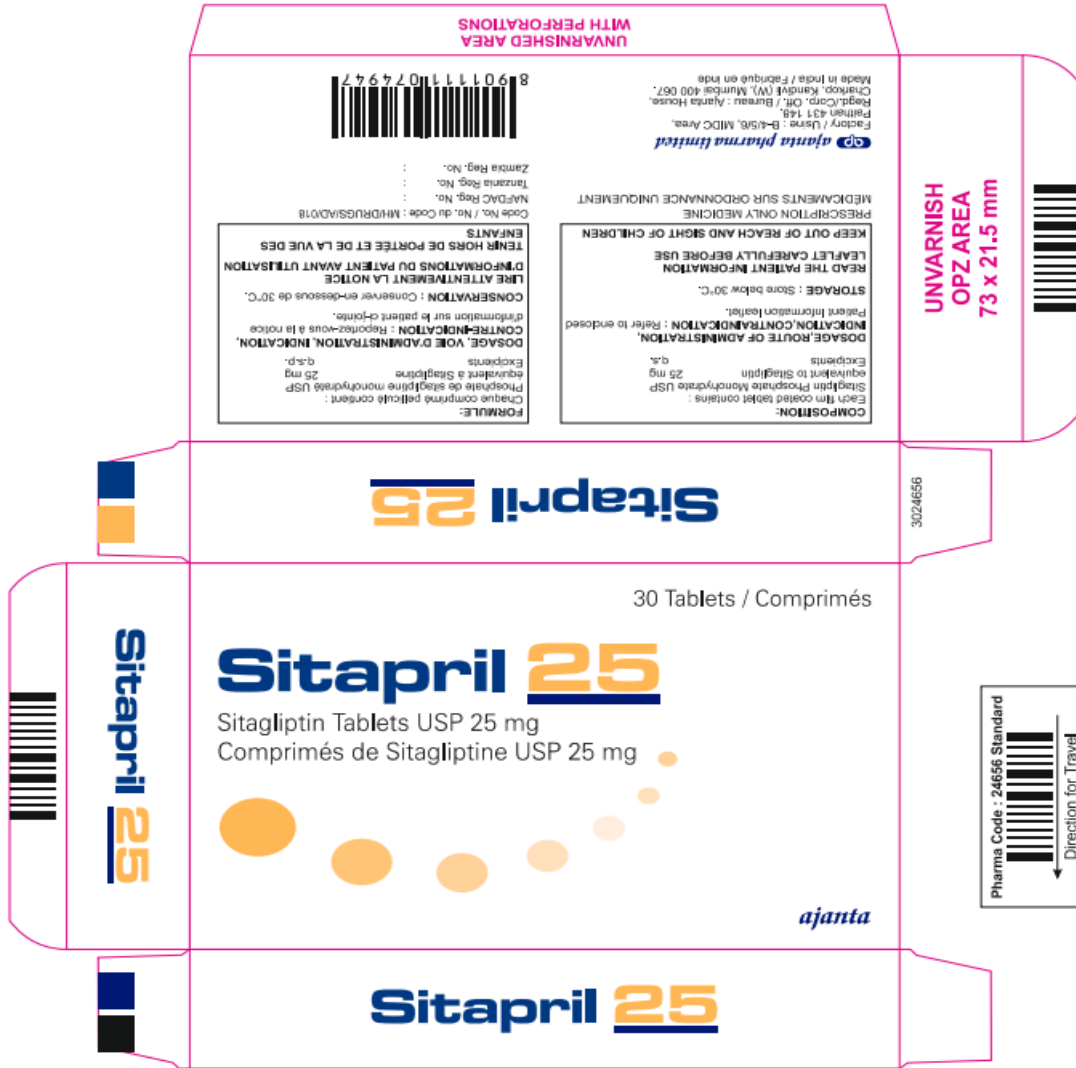 UNVARNISHED AREA
WITH PERFORATIONS
COMPOSITION:
Each film coated tablet contains :
Sitagliptin Phosphate Monohydrate USP
equivalent to Sitagliptin 25 mg
Excipients q.s.
DOSAGE,ROUTE OF ADMINISTRATION,
INDICATION,CONTRAINDICATION : Refer to enclosed
Patient Information leaflet.
STORAGE : Store below 30°C.
READ THE PATIENT INFORMATION
LEAFLET CAREFULLY BEFORE USE
KEEP OUT OF REACH AND SIGHT OF CHILDREN
PRESCRIPTION ONLY MEDICINE
MÉDICAMENTS SUR ORDONNANCE UNIQUEMENT
ap ajanta pharma limited
Factory / Usine : B-4/5/6, MIDC Area,
Paithan 431 148.
Regd./Corp. Off. / Bureau : Ajanta House,
Charkop, Kandivli (W), Mumbai 400 067.
Made in India / Fabriqué en inde
FORMULE:
Chaque comprimé pelliculé contient :
Phosphate de sitagliptine monohydraté USP
équivalent à Sitagliptine 25 mg
Excipients q.s.p.
DOSAGE, VOIE D'ADMINISTRATION, INDICATION,
CONTRE-INDICATION : Reportez-vous à la notice
d'information sur le patient ci-jointe.
CONSERVATION : Conserver en-dessous de 30°C.
LIRE ATTENTIVEMENT LA NOTICE
D'INFORMATIONS DU PATIENT AVANT UTILISATION
TENIR HORS DE PORTÉE ET DE LA VUE DES
ENFANTS
Code No. / No. du Code : MH/DRUGS/AD/018
NAFDAC Reg. No. :
Tanzania Reg. No. :
Zambia Reg. No. :
8901111074947
UNVARNISH
OPZ AREA
73 x 21.5 mm
Sitapril 25
3024656
30 Tablets / Comprimés
Sitapril 25
Sitagliptin Tablets USP 25 mg
Comprimés de Sitagliptine USP 25 mg
ajanta
Sitapril 25
Pharma Code : 24656 Standard
Direction for Travel
Sitapril 25